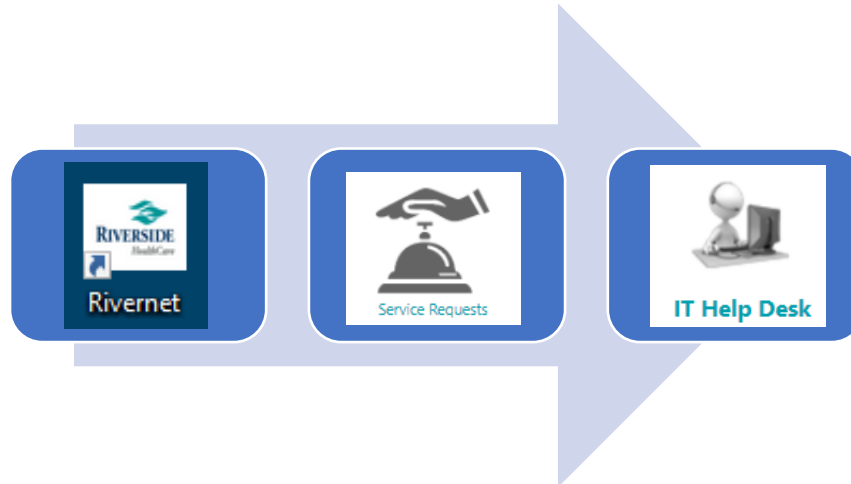 RIVERSIDE
HealthCare
Rivernet
Service Requests
IT Help Desk